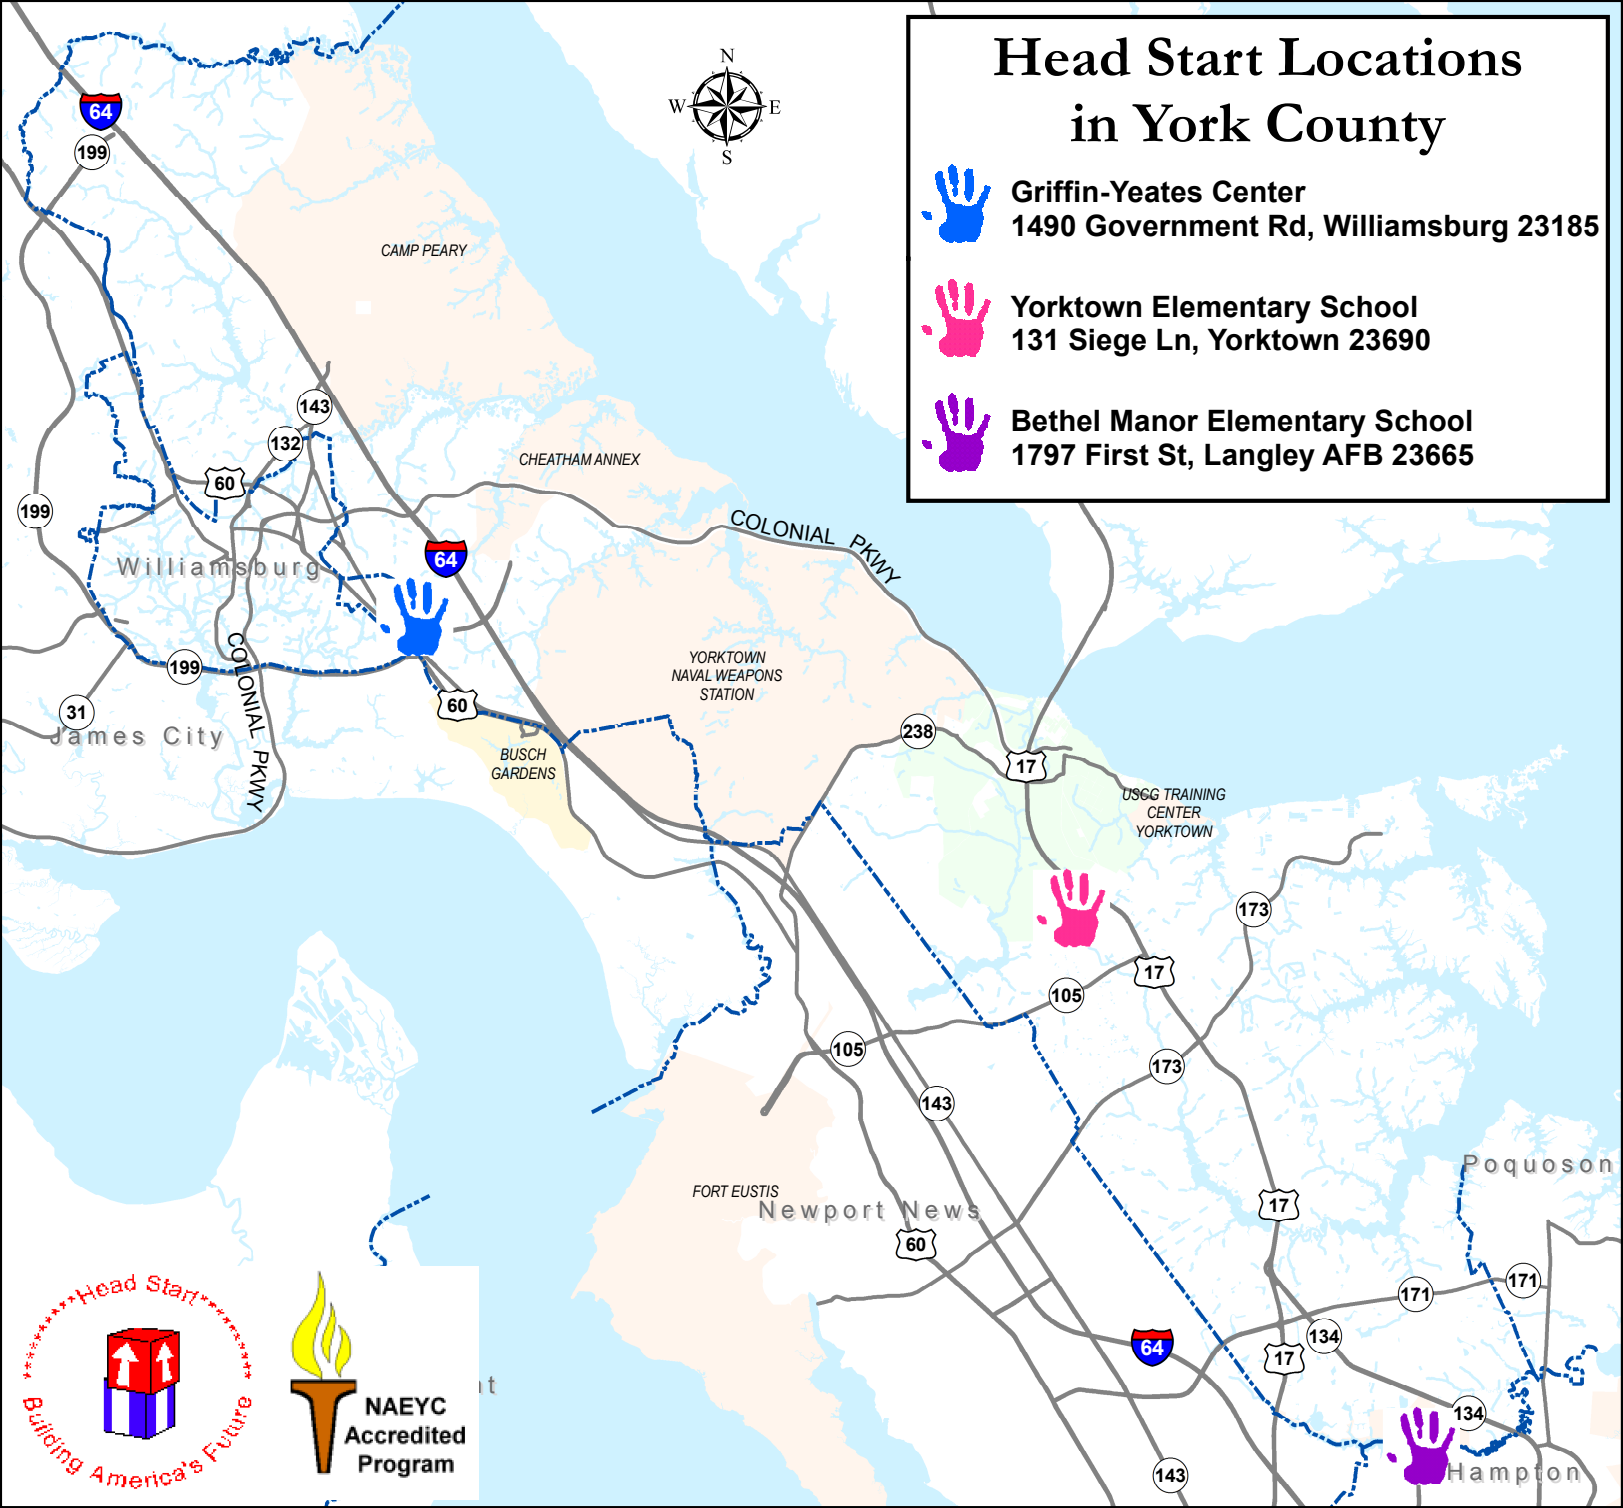 Head Start Locations
in York County
Griffin-Yeates Center
1490 Government Rd, Williamsburg 23185
Yorktown Elementary School
131 Siege Ln, Yorktown 23690
Bethel Manor Elementary School
1797 First St, Langley AFB 23665
N
W
E
S
64
199
CAMP PEARY
143
132
60
199
CHEATHAM ANNEX
COLONIAL PKWY
64
Williamsburg
COLONIAL PKWY
199
31
James City
60
BUSCH
GARDENS
YORKTOWN
NAVAL WEAPONS
STATION
238
17
USCG TRAINING
CENTER
YORKTOWN
173
17
105
105
173
143
FORT EUSTIS
Newport News
60
17
Poquoson
171
171
134
64
17
134
143
Hampton
Head Start
Building America's Future
NAEYC
Accredited
Program